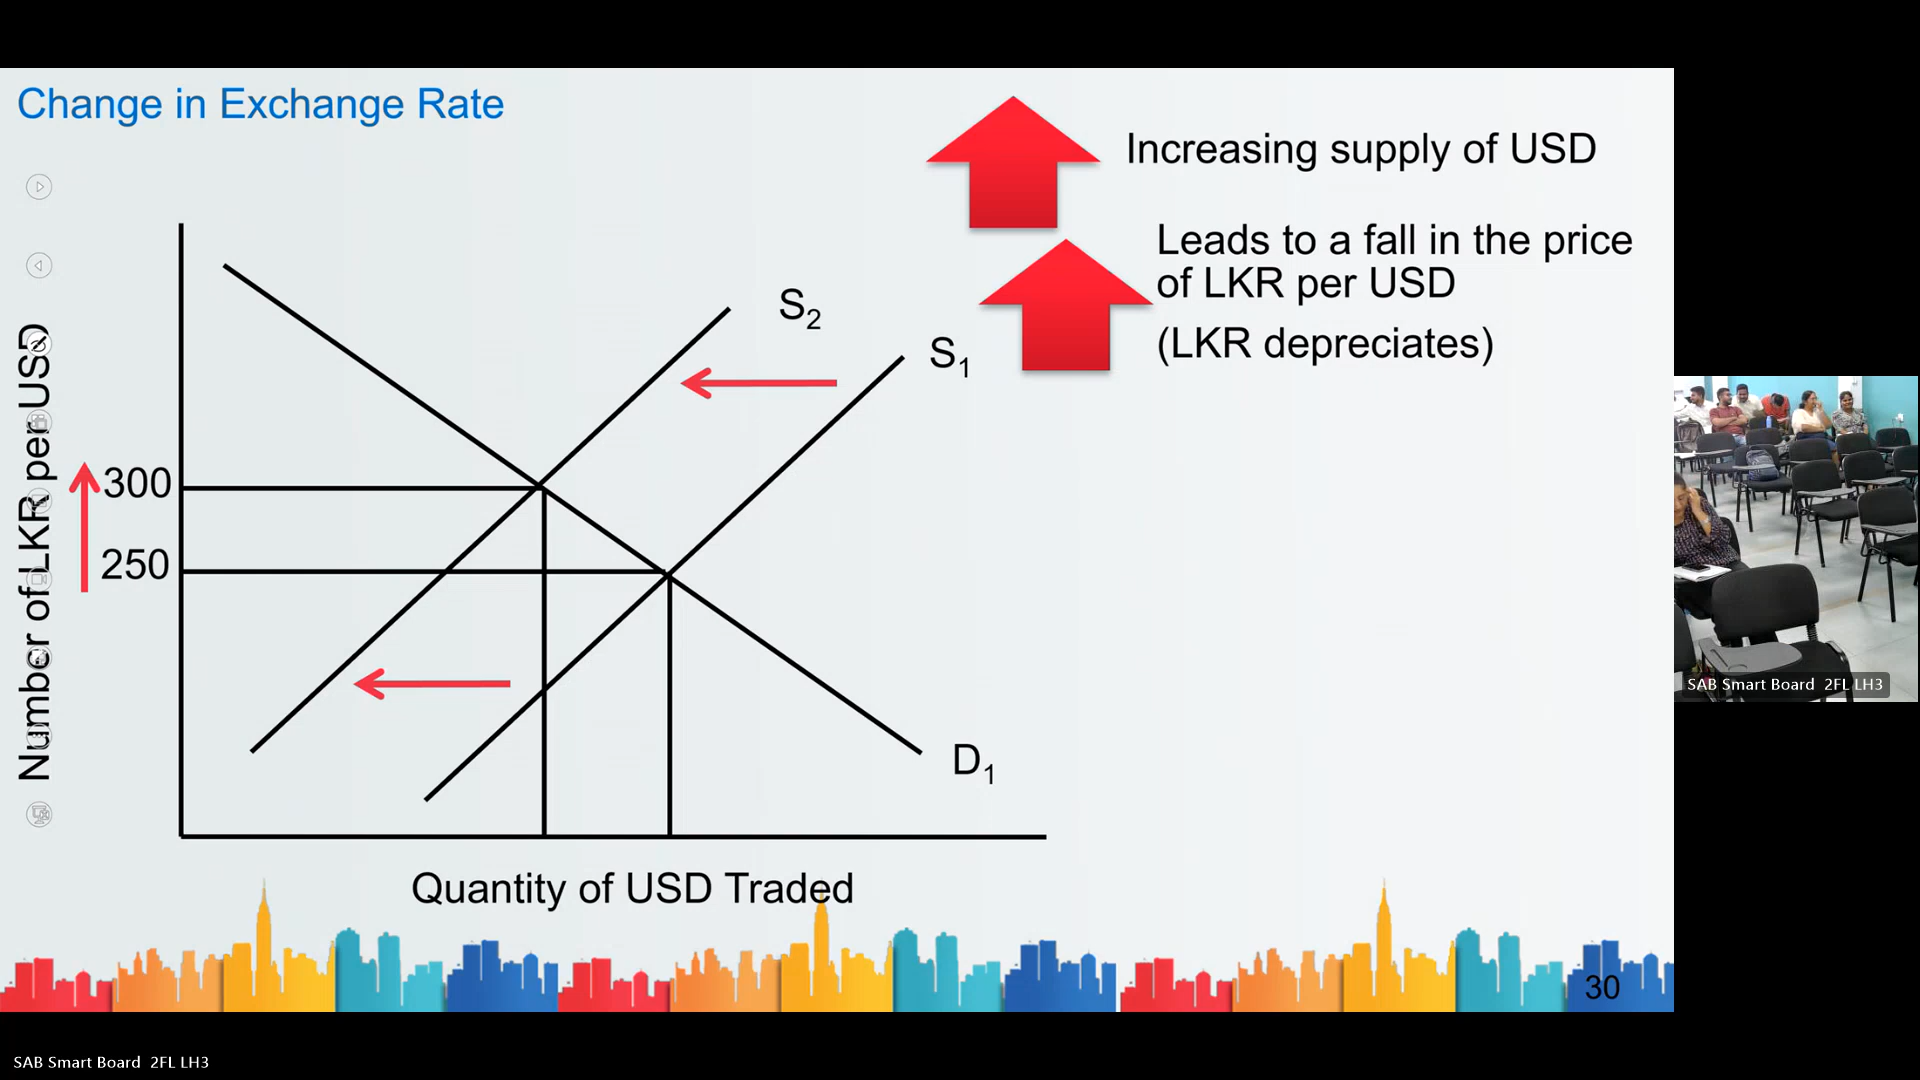 Change in Exchange Rate
Increasing supply of USD
Leads to a fall in the price
of LKR per USD
(LKR depreciates)
S2
S1
Number of LKR per USD
300
250
D1
Quantity of USD Traded
30
SAB Smart Board 2FL LH3
SAB Smart Board 2FL LH3